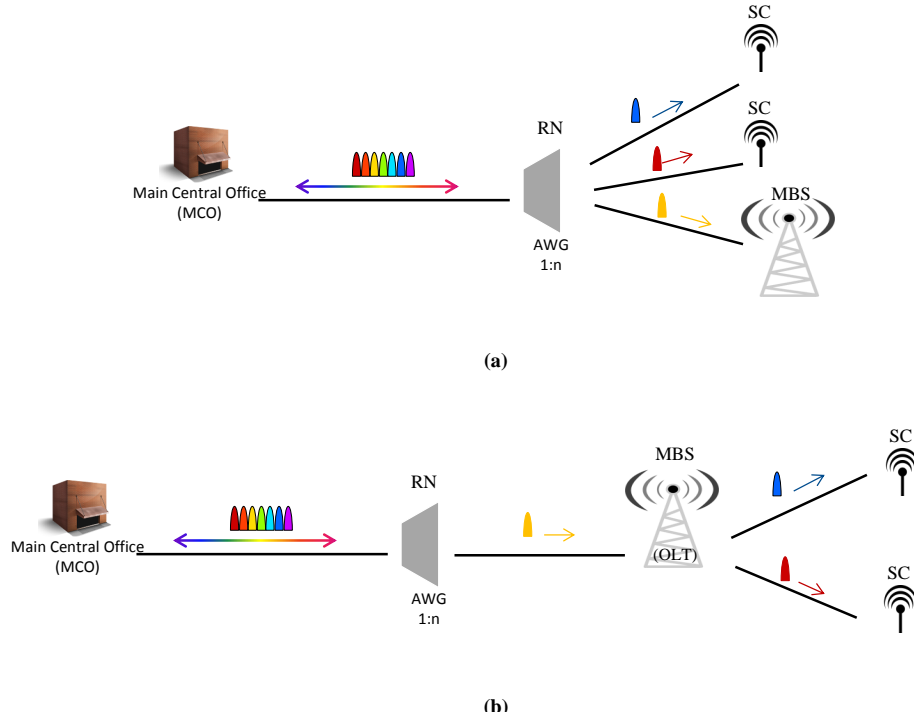 SC
SC
RN
MBS
Main Central Office
(MCO)
AWG
1:n
(a)
SC
MBS
RN
(OLT)
Main Central Office
(MCO)
AWG
1:n
SC
(b)